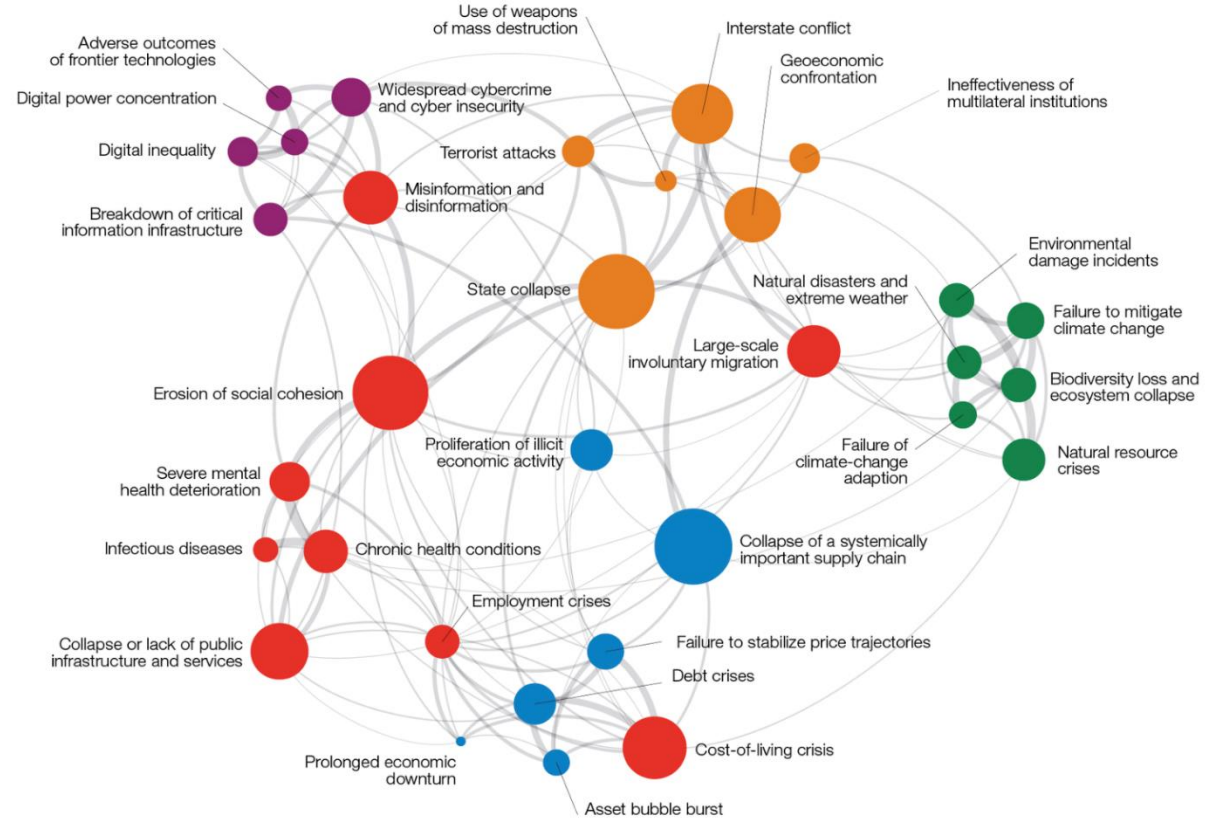 Use of weapons
of mass destruction
Interstate conflict
Adverse outcomes
of frontier technologies
Geoeconomic
confrontation
Ineffectiveness of
multilateral institutions
Digital power concentration
Widespread cybercrime
and cyber insecurity
Digital inequality
Terrorist attacks
Misinformation and
disinformation
Breakdown of critical
information infrastructure
Environmental
damage incidents
Natural disasters and
extreme weather
State collapse
Failure to mitigate
climate change
Large-scale
involuntary migration
Erosion of social cohesion
Biodiversity loss and
ecosystem collapse
Proliferation of illicit
economic activity
Failure of
climate-change
adaption
Natural resource
crises
Severe mental
health deterioration
Infectious diseases
Chronic health conditions
Collapse of a systemically
important supply chain
Employment crises
Collapse or lack of public
infrastructure and services
Failure to stabilize price trajectories
Debt crises
Prolonged economic
downturn
Cost-of-living crisis
Asset bubble burst